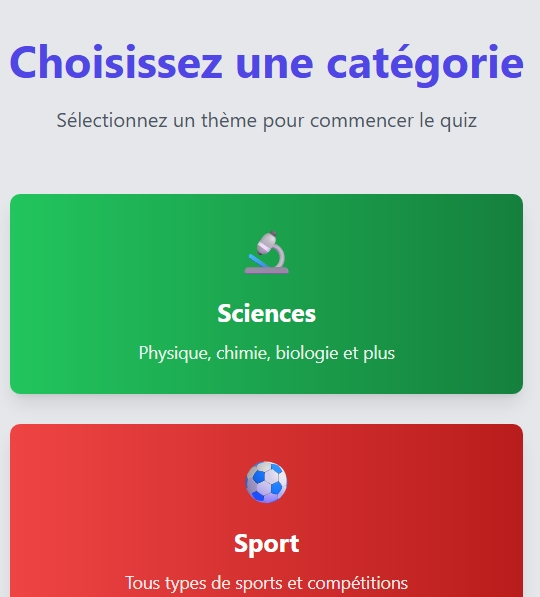 Choisissez une catégorie
Sélectionnez un thème pour commencer le quiz
Sciences
Physique, chimie, biologie et plus
Sport
Tous types de sports et compétitions